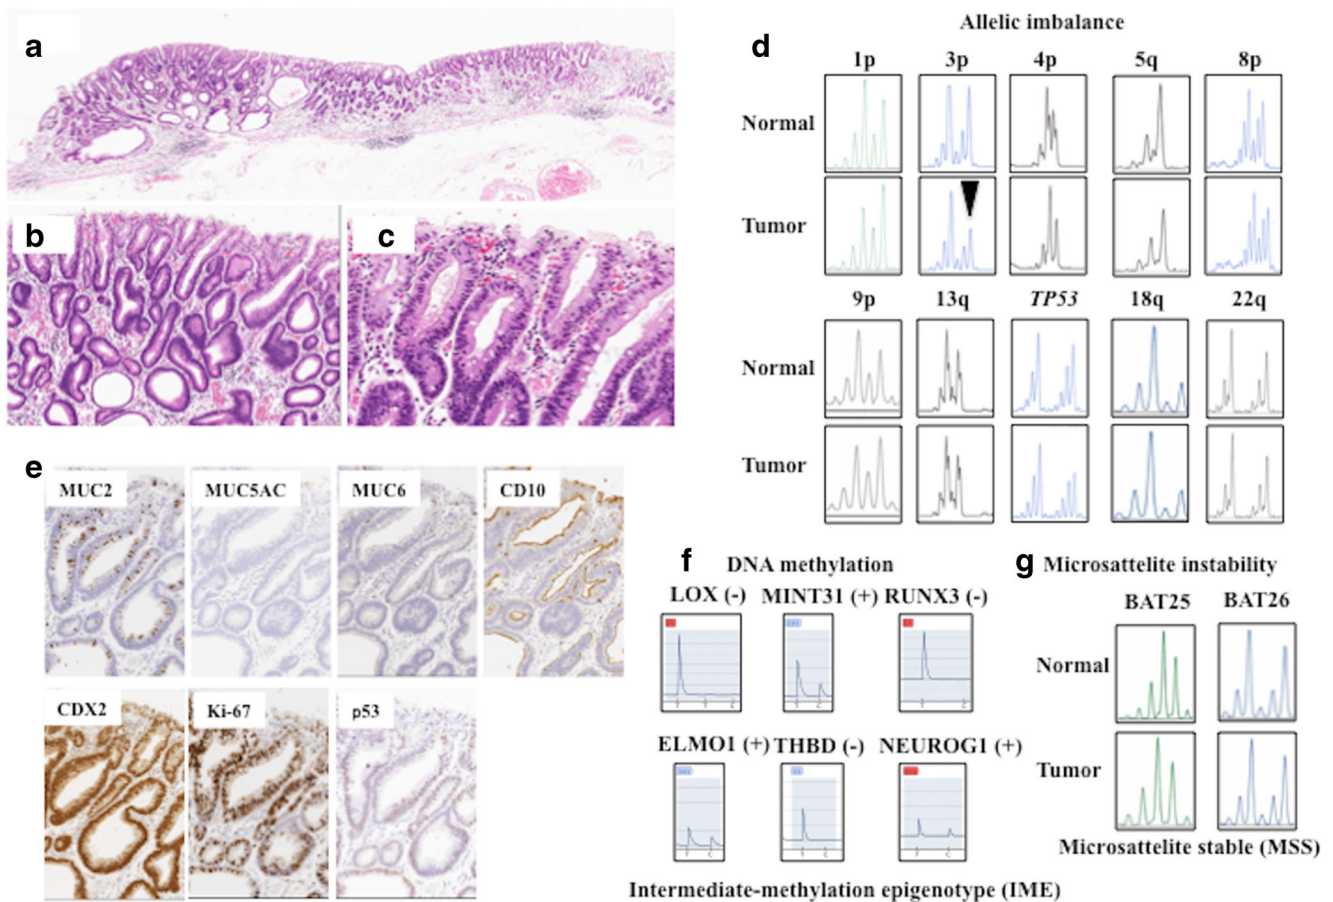 a
b
c
d
Allelic imbalance
1p 3p 4p 5q 8p
Normal
Tumor
9p 13q TP53 18q 22q
Normal
Tumor
e
MUC2 MUC5AC MUC6 CD10
CDX2 Ki-67 p53
f
DNA methylation
LOX (-) MINT31 (+) RUNX3 (-)
ELMO1 (+) THBD (-) NEUROG1 (+)
Intermediate-methylation epigenotype (IME)
g
Microsattelite instability
BAT25 BAT26
Normal
Tumor
Microsattelite stable (MSS)